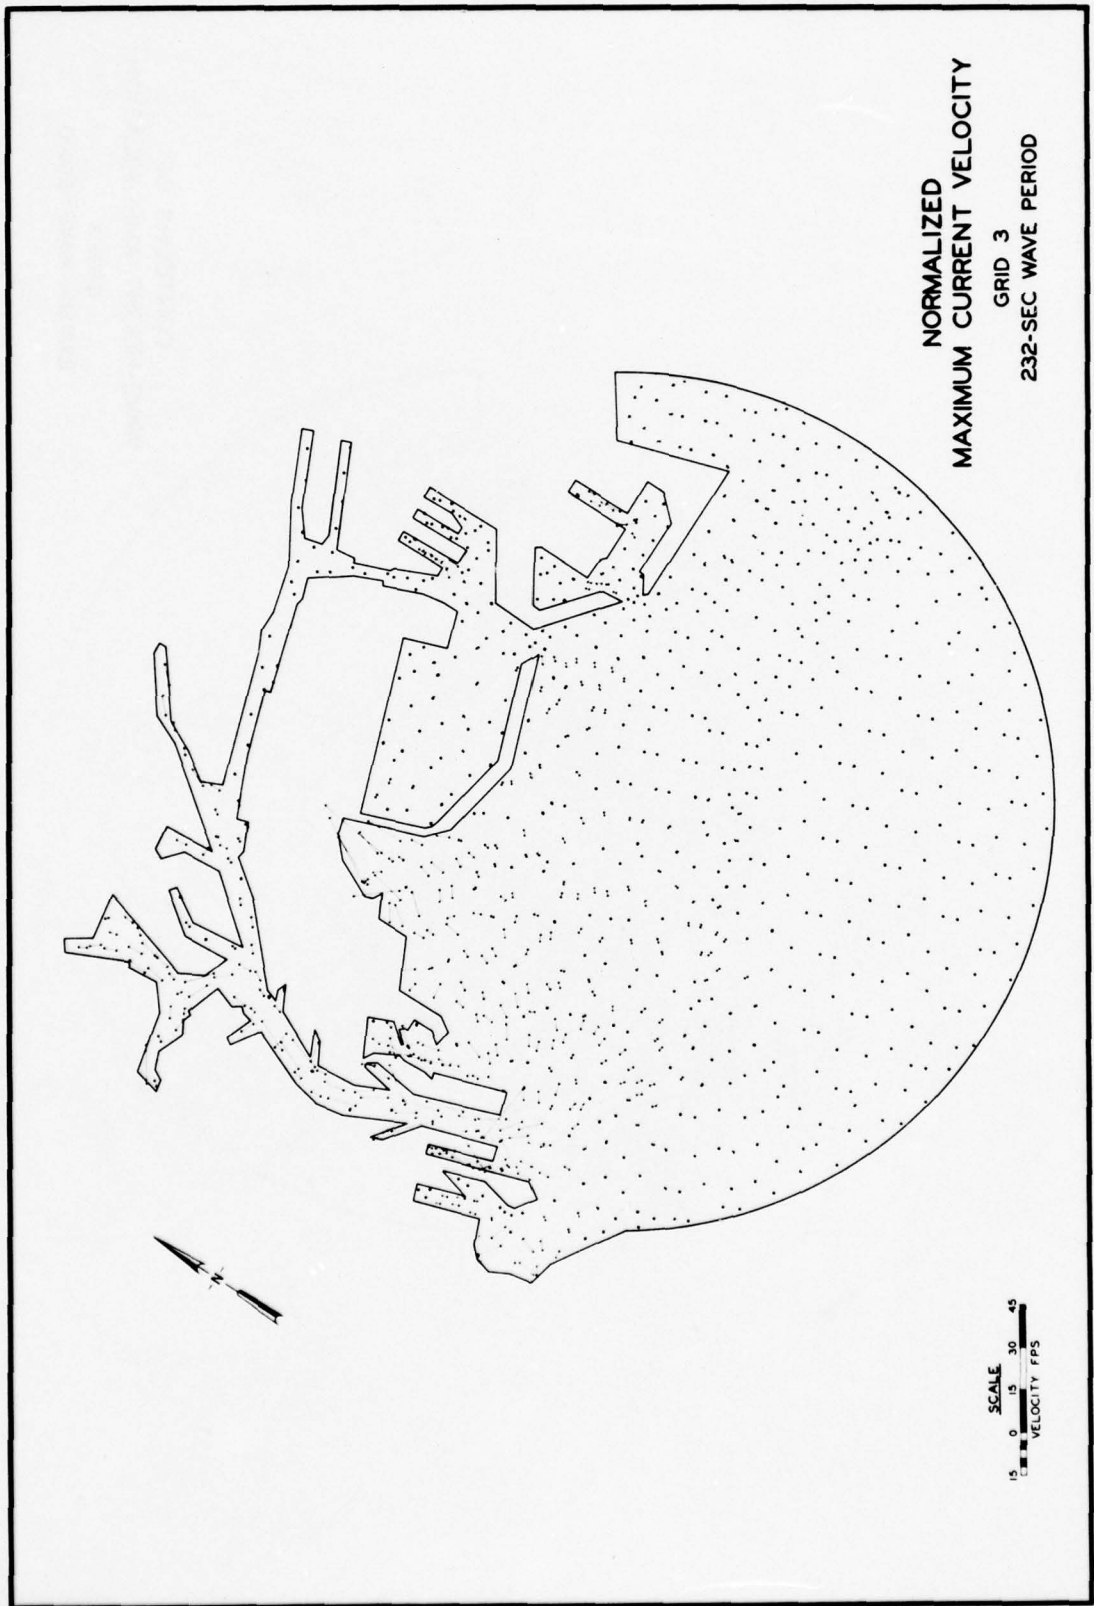 NORMALIZED
MAXIMUM CURRENT VELOCITY
GRID 3
232-SEC WAVE PERIOD
N
SCALE
15 0 15 30 45
VELOCITY FPS